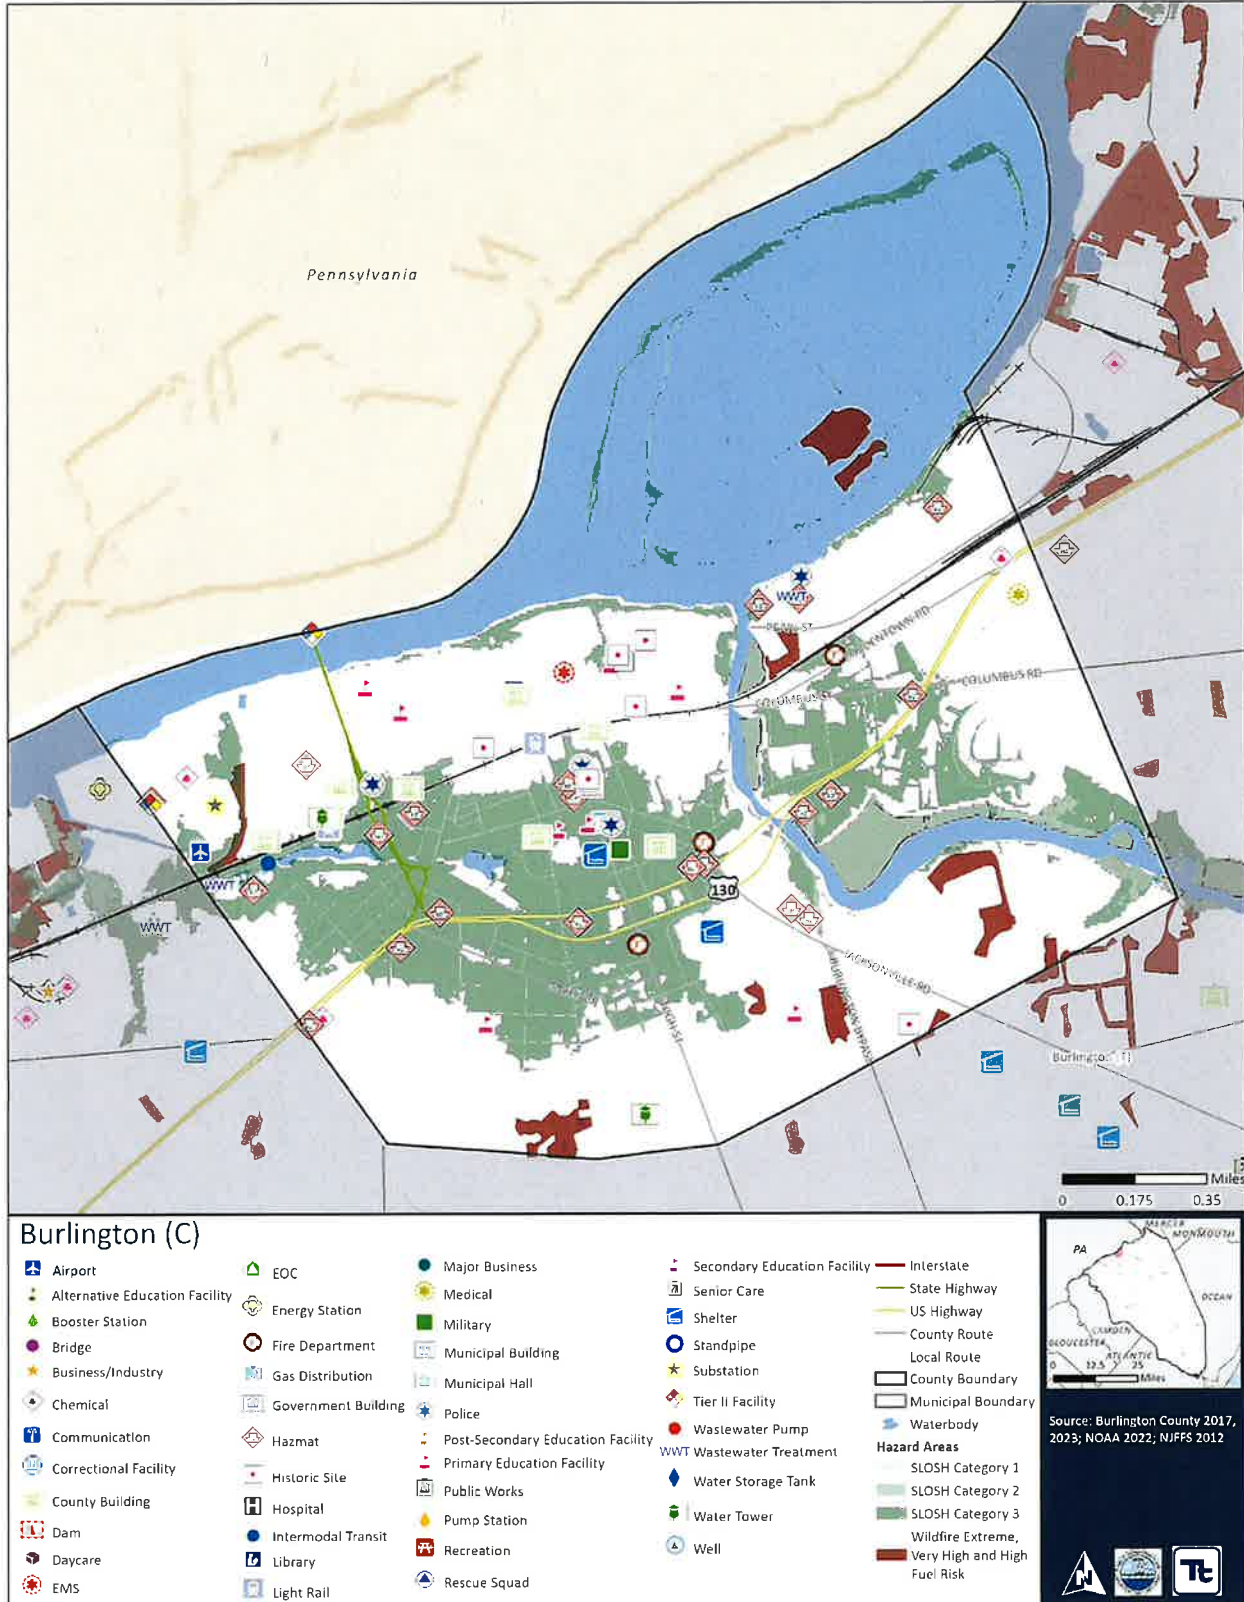 Pennsylvania
PEARL ST
COLUMBUS RD
COLUMBUS ST
WWT
WWT
WWT
130
JACKSONVILLE RD
BURLINGTON BYPASS
HIGH ST
Burlington (T)
Miles
0 0.175 0.35
Burlington (C)
Airport
Alternative Education Facility
Booster Station
Bridge
Business/Industry
Chemical
Communication
Correctional Facility
County Building
Dam
Daycare
EMS
EOC
Energy Station
Fire Department
Gas Distribution
Government Building
Hazmat
Historic Site
Hospital
Intermodal Transit
Library
Light Rail
Major Business
Medical
Military
Municipal Building
Municipal Hall
Police
Post-Secondary Education Facility
Primary Education Facility
Public Works
Pump Station
Recreation
Rescue Squad
Secondary Education Facility
Senior Care
Shelter
Standpipe
Substation
Tier II Facility
Wastewater Pump
WWT Wastewater Treatment
Water Storage Tank
Water Tower
Well
Interstate
State Highway
US Highway
County Route
Local Route
County Boundary
Municipal Boundary
Waterbody
Hazard Areas
SLOSH Category 1
SLOSH Category 2
SLOSH Category 3
Wildfire Extreme,
Very High and High
Fuel Risk
MERCER
MONMOUTH
PA
OCEAN
CAMDEN
GLOUCESTER
ATLANTIC
0 12.5 25
Miles
Source: Burlington County 2017,
2023; NOAA 2022; NJFFS 2012
N
Tt